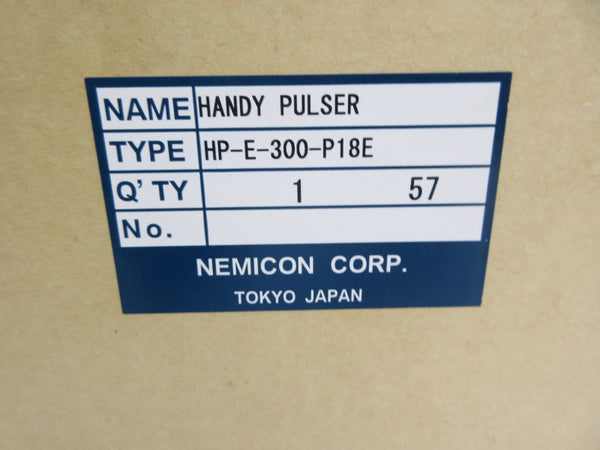 NAME HANDY PULSER
TYPE HP-E-300-P18E
Q'TY 1 57
No.
NEMICON CORP.
TOKYO JAPAN